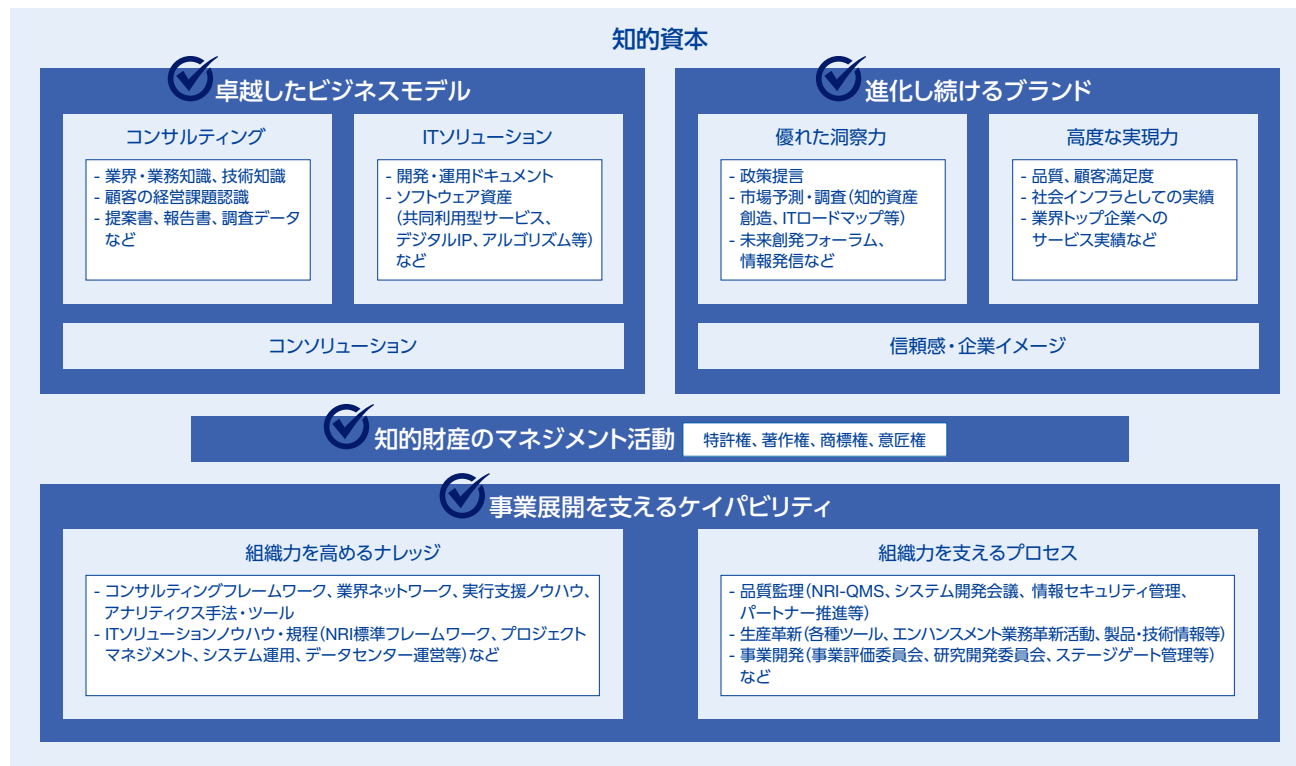 知的資本
卓越したビジネスモデル
コンサルティング
- 業界・業務知識、技術知識
- 顧客の経営課題認識
- 提案書、報告書、調査データ
など
ITソリューション
- 開発・運用ドキュメント
- ソフトウェア資産
（共同利用型サービス、
デジタルIP、アルゴリズム等）
など
コンソリューション
進化し続けるブランド
優れた洞察力
- 政策提言
- 市場予測・調査（知的資産
創造、ITロードマップ等）
- 未来創発フォーラム、
情報発信など
高度な実現力
- 品質、顧客満足度
- 社会インフラとしての実績
- 業界トップ企業への
サービス実績など
信頼感・企業イメージ
知的財産のマネジメント活動 特許権、著作権、商標権、意匠権
事業展開を支えるケイパビリティ
組織力を高めるナレッジ
- コンサルティングフレームワーク、業界ネットワーク、実行支援ノウハウ、
アナリティクス手法・ツール
- ITソリューションノウハウ・規程（NRI標準フレームワーク、プロジェクト
マネジメント、システム運用、データセンター運営等）など
組織力を支えるプロセス
- 品質監理（NRI-QMS、システム開発会議、情報セキュリティ管理、
パートナー推進等）
- 生産革新（各種ツール、エンハンスメント業務革新活動、製品・技術情報等）
- 事業開発（事業評価委員会、研究開発委員会、ステージゲート管理等）
など